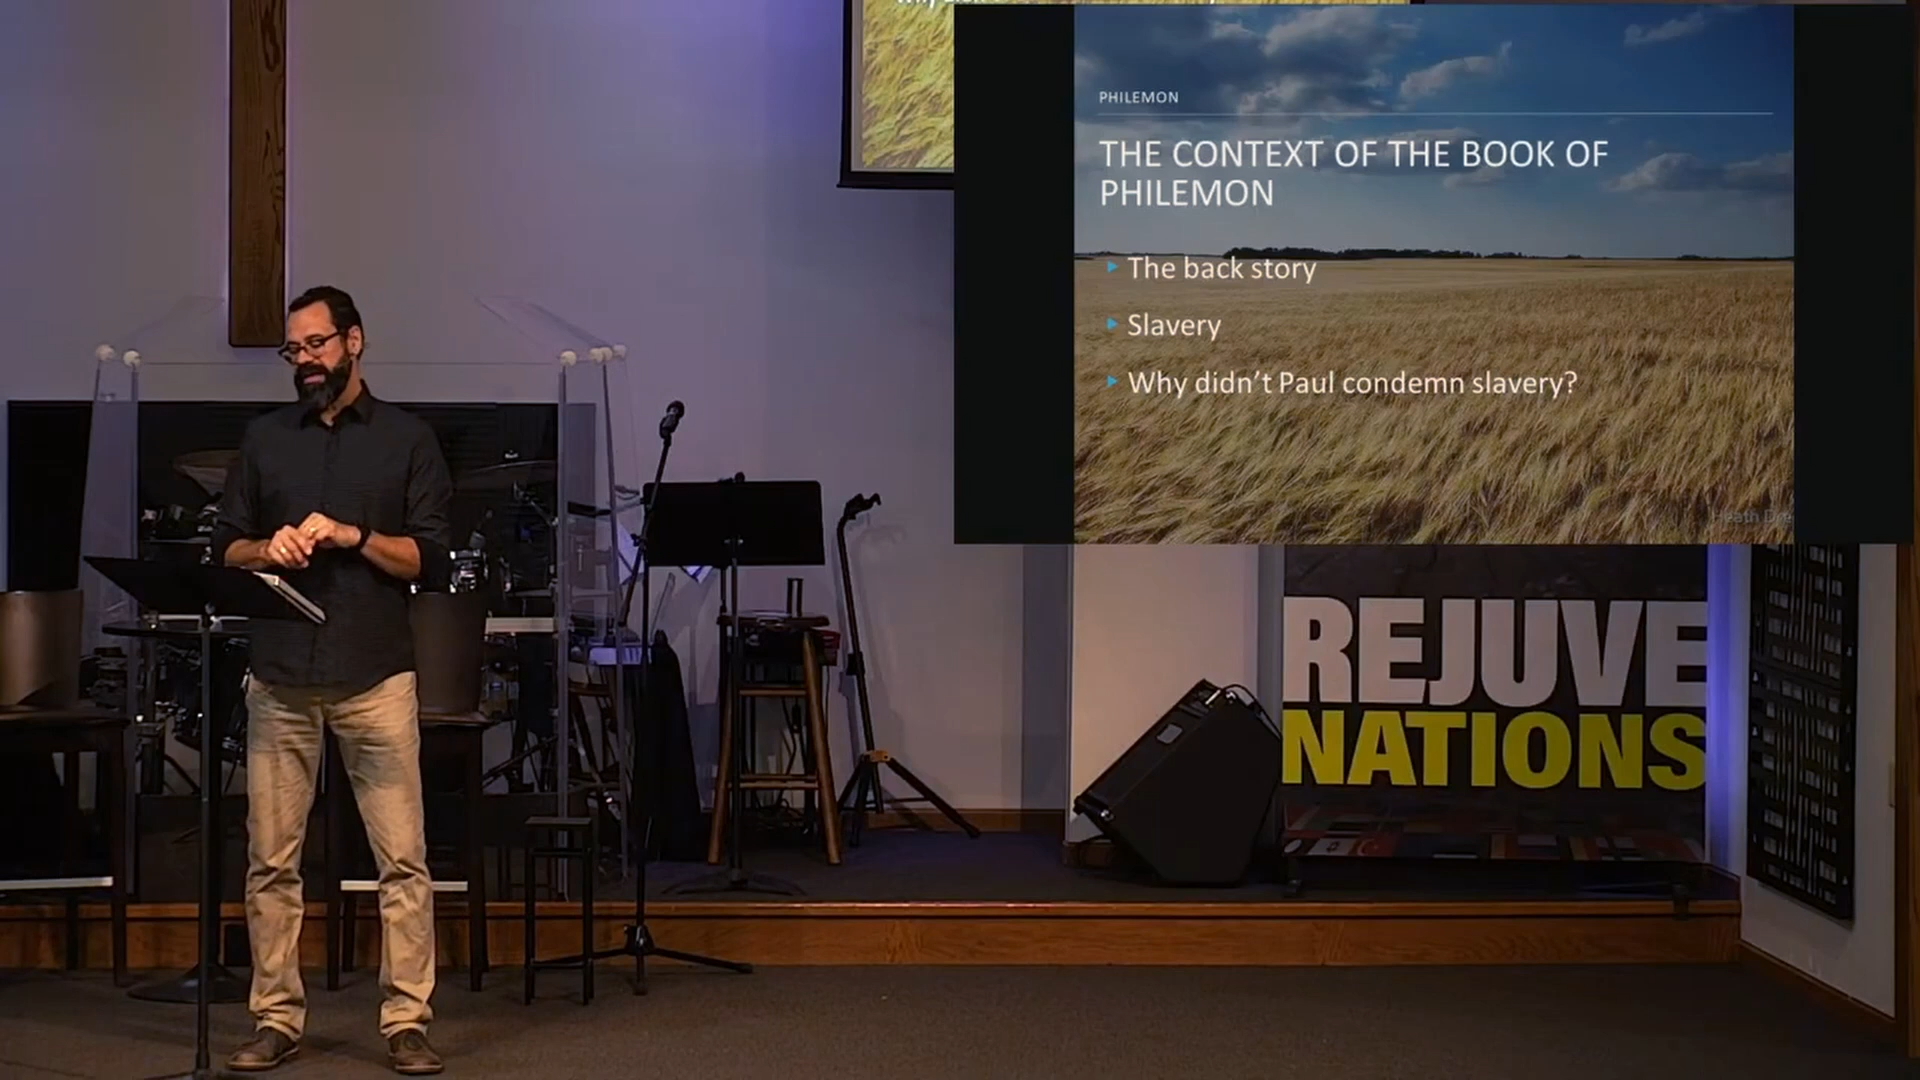 PHILEMON
THE CONTEXT OF THE BOOK OF
PHILEMON
The back story
Slavery
Why didn't Paul condemn slavery?
Heath
REJUVE
NATIONS